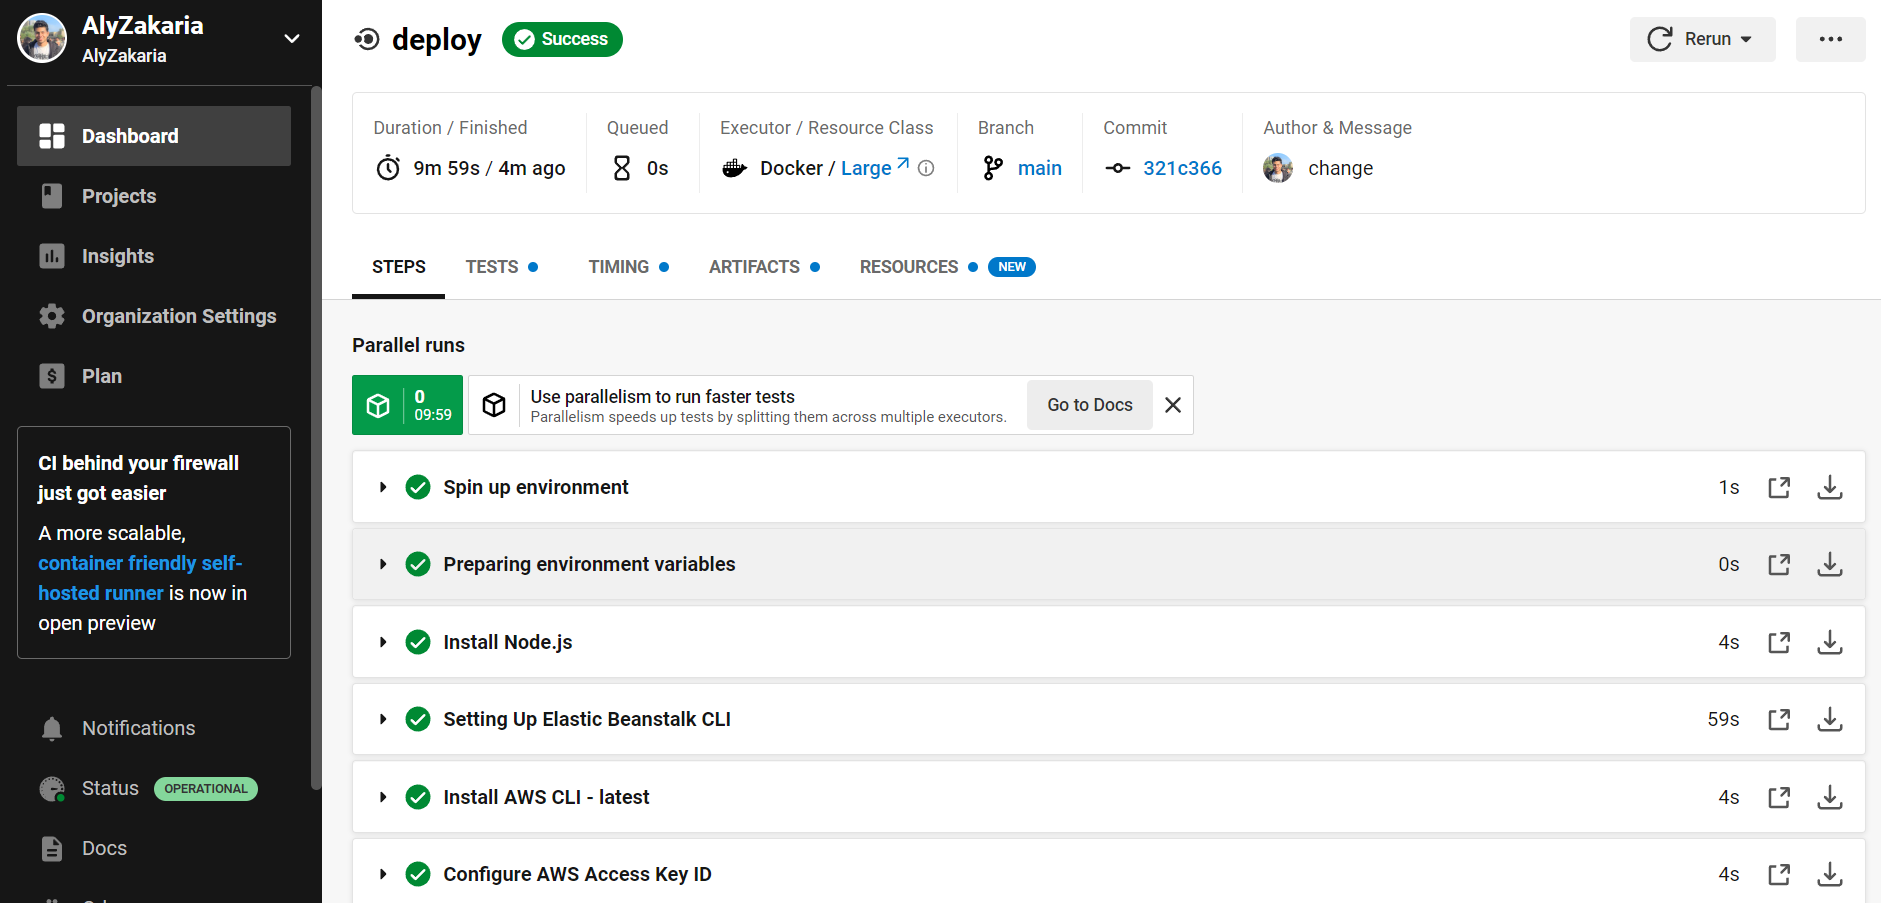 AlyZakaria
AlyZakaria
Dashboard
Projects
Insights
Organization Settings
Plan
CI behind your firewall
just got easier
A more scalable,
container friendly self-
hosted runner is now in
open preview
Notifications
Status OPERATIONAL
Docs
deploy Success
Rerun
Duration / Finished
9m 59s / 4m ago
Queued
0s
Executor / Resource Class
Docker / Large
Branch
main
Commit
321c366
Author & Message
change
STEPS TESTS TIMING ARTIFACTS RESOURCES NEW
Parallel runs
0
09:59
Use parallelism to run faster tests
Parallelism speeds up tests by splitting them across multiple executors.
Go to Docs
Spin up environment 1s
Preparing environment variables 0s
Install Node.js 4s
Setting Up Elastic Beanstalk CLI 59s
Install AWS CLI - latest 4s
Configure AWS Access Key ID 4s